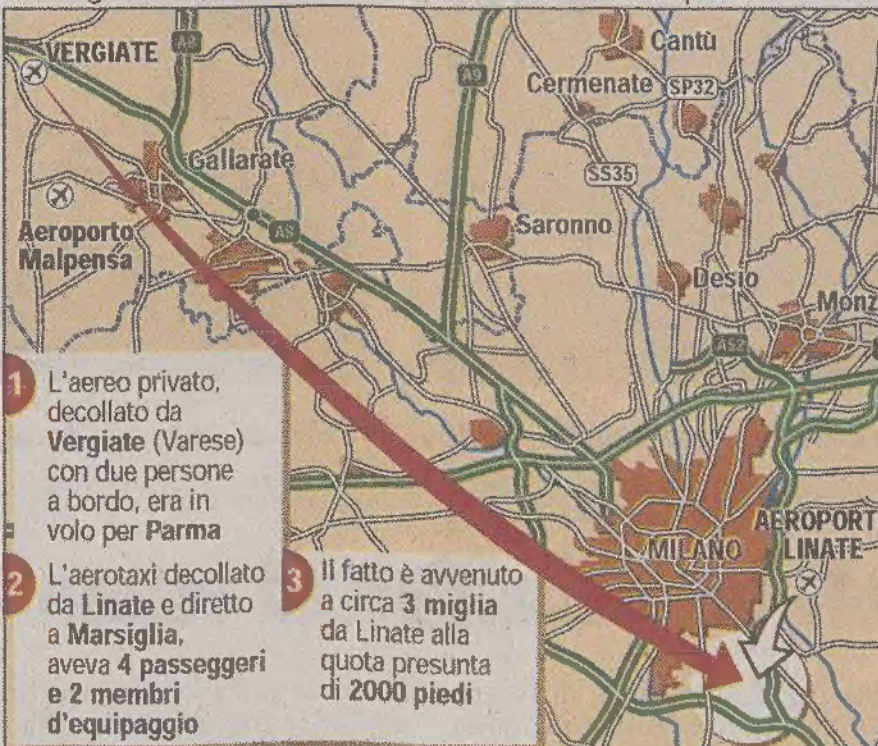 VERGIATE
A8
A9
Cantù
Cermenate
SP32
Gallarate
SS35
Aeroporto
Malpensa
A8
Saronno
Desio
Monz
A52
1
L'aereo privato,
decollato da
Vergiate (Varese)
con due persone
a bordo, era in
volo per Parma
2
L'aerotaxi decollato
da Linate e diretto
a Marsiglia,
aveva 4 passeggeri
e 2 membri
d'equipaggio
3
Il fatto è avvenuto
a circa 3 miglia
da Linate alla
quota presunta
di 2000 piedi
MILANO
AEROPORT
LINATE